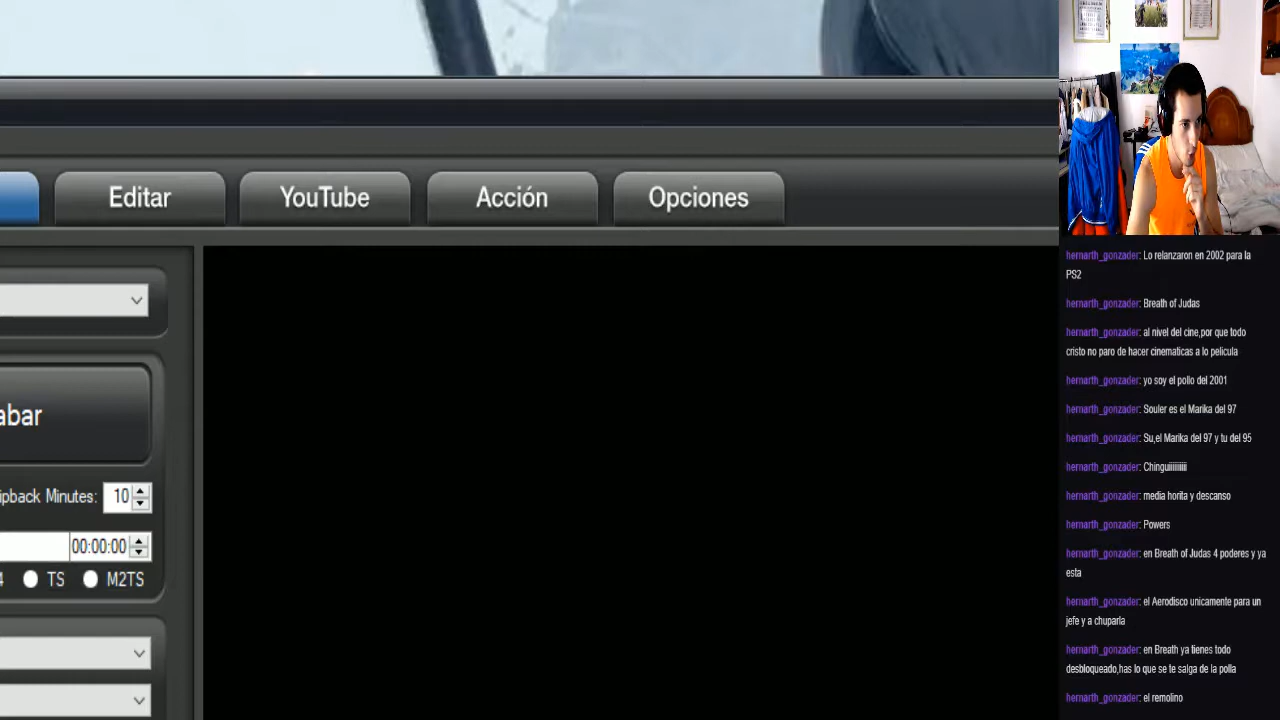 Editar
YouTube
Acción
Opciones
abar
ipback Minutes: 10
00:00:00
4 TS M2TS
hernarth_gonzader: Lo relanzaron en 2002 para la
PS2
hernarth_gonzader: Breath of Judas
hernarth_gonzader: al nivel del cine,por que todo
cristo no paro de hacer cinematicas a lo pelicula
hernarth_gonzader: yo soy el pollo del 2001
hernarth_gonzader: Souler es el Marika del 97
hernarth_gonzader: Su,el Marika del 97 y tu del 95
hernarth_gonzader: Chinguiiiiiiiiii
hernarth_gonzader: media horita y descanso
hernarth_gonzader: Powers
hernarth_gonzader: en Breath of Judas 4 poderes y ya
esta
hernarth_gonzader: el Aerodisco unicamente para un
jefe y a chuparla
hernarth_gonzader: en Breath ya tienes todo
desbloqueado,has lo que se te salga de la polla
hernarth_gonzader: el remolino